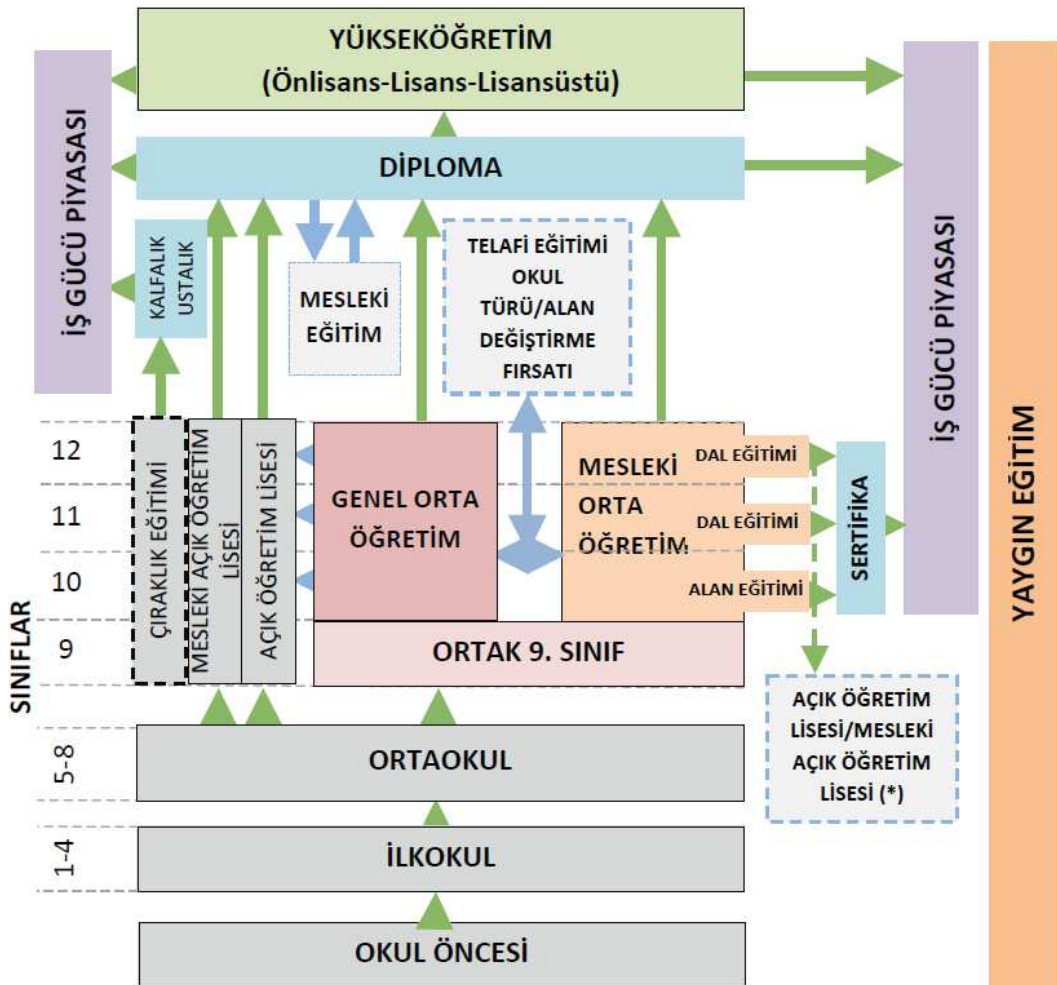 YÜKSEKÖĞRETİM
(Önlisans-Lisans-Lisansüstü)
DİPLOMA
İŞ GÜCÜ PİYASASI
KALFALIK
USTALIK
MESLEKİ
EĞİTİM
TELAFİ EĞİTİMİ
OKUL
TÜRÜ/ALAN
DEĞİŞTİRME
FIRSATI
İŞ GÜCÜ PİYASASI
YAYGIN EĞİTİM
SINIFLAR
12
11
10
9
5-8
1-4
ÇIRAKLIK EĞİTİMİ
MESLEKİ AÇIK ÖĞRETİM
LİSESİ
AÇIK ÖĞRETİM LİSESİ
GENEL ORTA
ÖĞRETİM
MESLEKİ
ORTA
ÖĞRETİM
DAL EĞİTİMİ
DAL EĞİTİMİ
ALAN EĞİTİMİ
SERTİFİKA
ORTAK 9. SINIF
AÇIK ÖĞRETİM
LİSESİ/MESLEKİ
AÇIK ÖĞRETİM
LİSESİ (*)
ORTAOKUL
İLKOKUL
OKUL ÖNCESİ